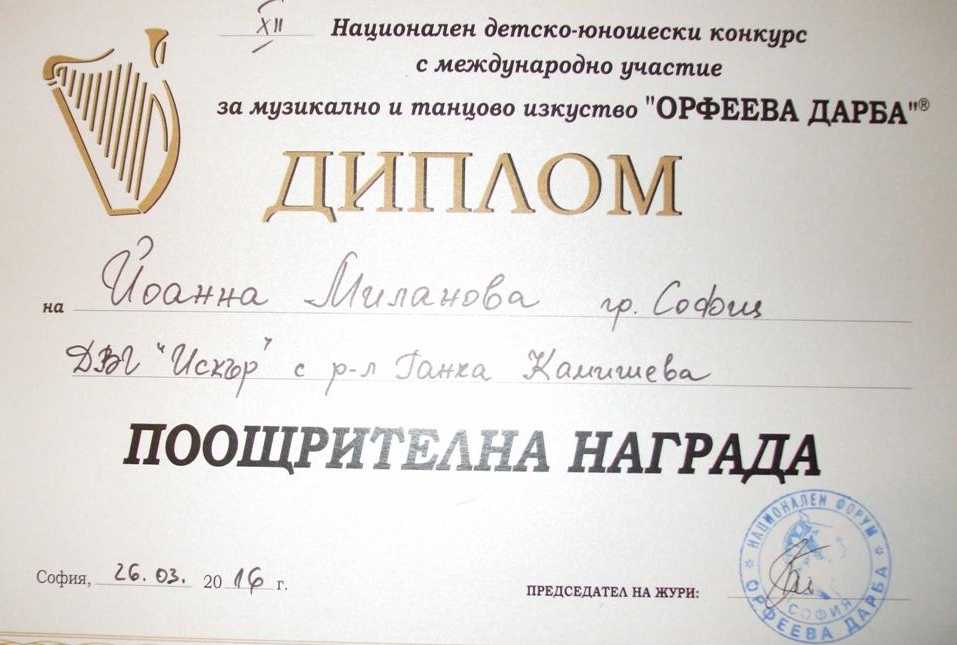 XII Национален детско-юношески конкурс
с международно участие
за музикално и танцово изкуство "ОРФЕЕВА ДАРБА"®
ДИПЛОМ
на Йоанна Миланова гр. София
ДВГ "Искър" с р-л Ганка Камишева
ПООЩРИТЕЛНА НАГРАДА
София, 26.03. 2016 г.
ПРЕДСЕДАТЕЛ НА ЖУРИ:
НАЦИОНАЛЕН ФОРУМ
СОФИЯ
ОРФЕЕВА ДАРБА